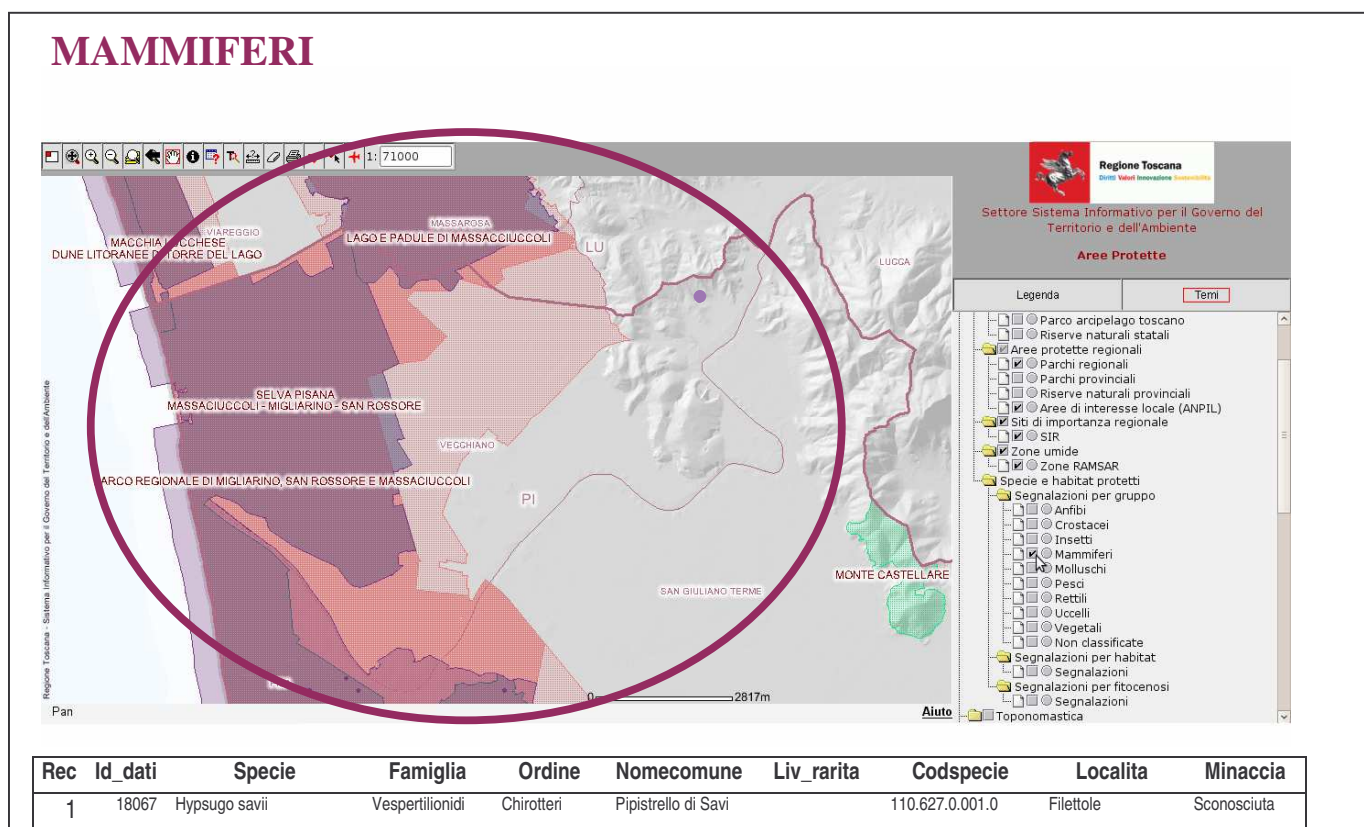 MAMMIFERI
1: 71000
Regione Toscana
Diritti Valori Innovazione Sostenibilità
Settore Sistema Informativo per il Governo del
Territorio e dell'Ambiente
Aree Protette
Legenda
Temi
VIAREGGIO
MASSAROSA
MACCHIA LUCCHESE
LAGO E PADULE DI MASSACCIUCCOLI
DUNE LITORANEE DI TORRE DEL LAGO
LU
LUCCA
SELVA PISANA
MASSACIUCCOLI - MIGLIARINO - SAN ROSSORE
VECCHIANO
ARCO REGIONALE DI MIGLIARINO, SAN ROSSORE E MASSACIUCCOLI
PI
MONTE CASTELLARE
SAN GIULIANO TERME
0
2817m
Regione Toscana - Sistema Informativo per il Governo del Territorio e dell'Ambiente
Pan
Aiuto
Parco arcipelago toscano
Riserve naturali statali
Aree protette regionali
Parchi regionali
Parchi provinciali
Riserve naturali provinciali
Aree di interesse locale (ANPIL)
Siti di importanza regionale
SIR
Zone umide
Zone RAMSAR
Specie e habitat protetti
Segnalazioni per gruppo
Anfibi
Crostacei
Insetti
Mammiferi
Molluschi
Pesci
Rettili
Uccelli
Vegetali
Non classificate
Segnalazioni per habitat
Segnalazioni
Segnalazioni per fitocenosi
Segnalazioni
Toponomastica
Rec Id_dati Specie Famiglia Ordine Nomecomune Liv_rarita Codspecie Localita Minaccia
1 18067 Hypsugo savii Vespertilionidi Chirotteri Pipistrello di Savi 110.627.0.001.0 Filettole Sconosciuta